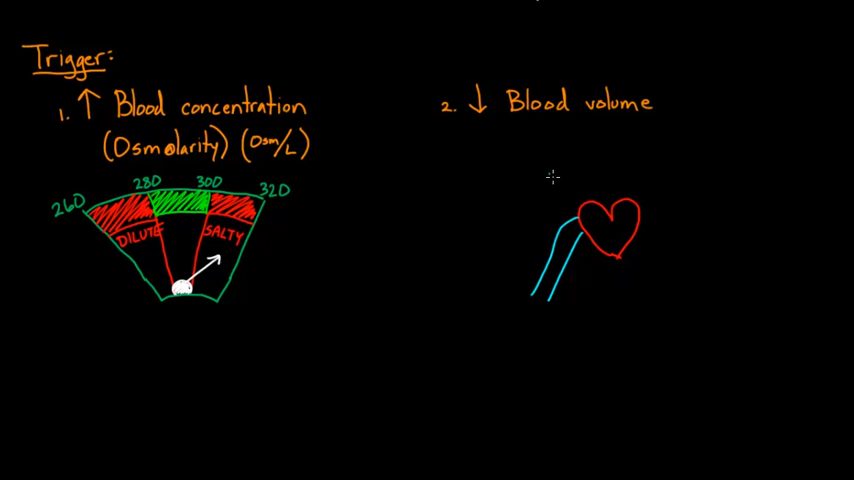 Trigger:
1. ↑ Blood concentration
(Osmolarity) (Osm/L)
260 280 300 320
DILUTE SALTY
2. ↓ Blood volume